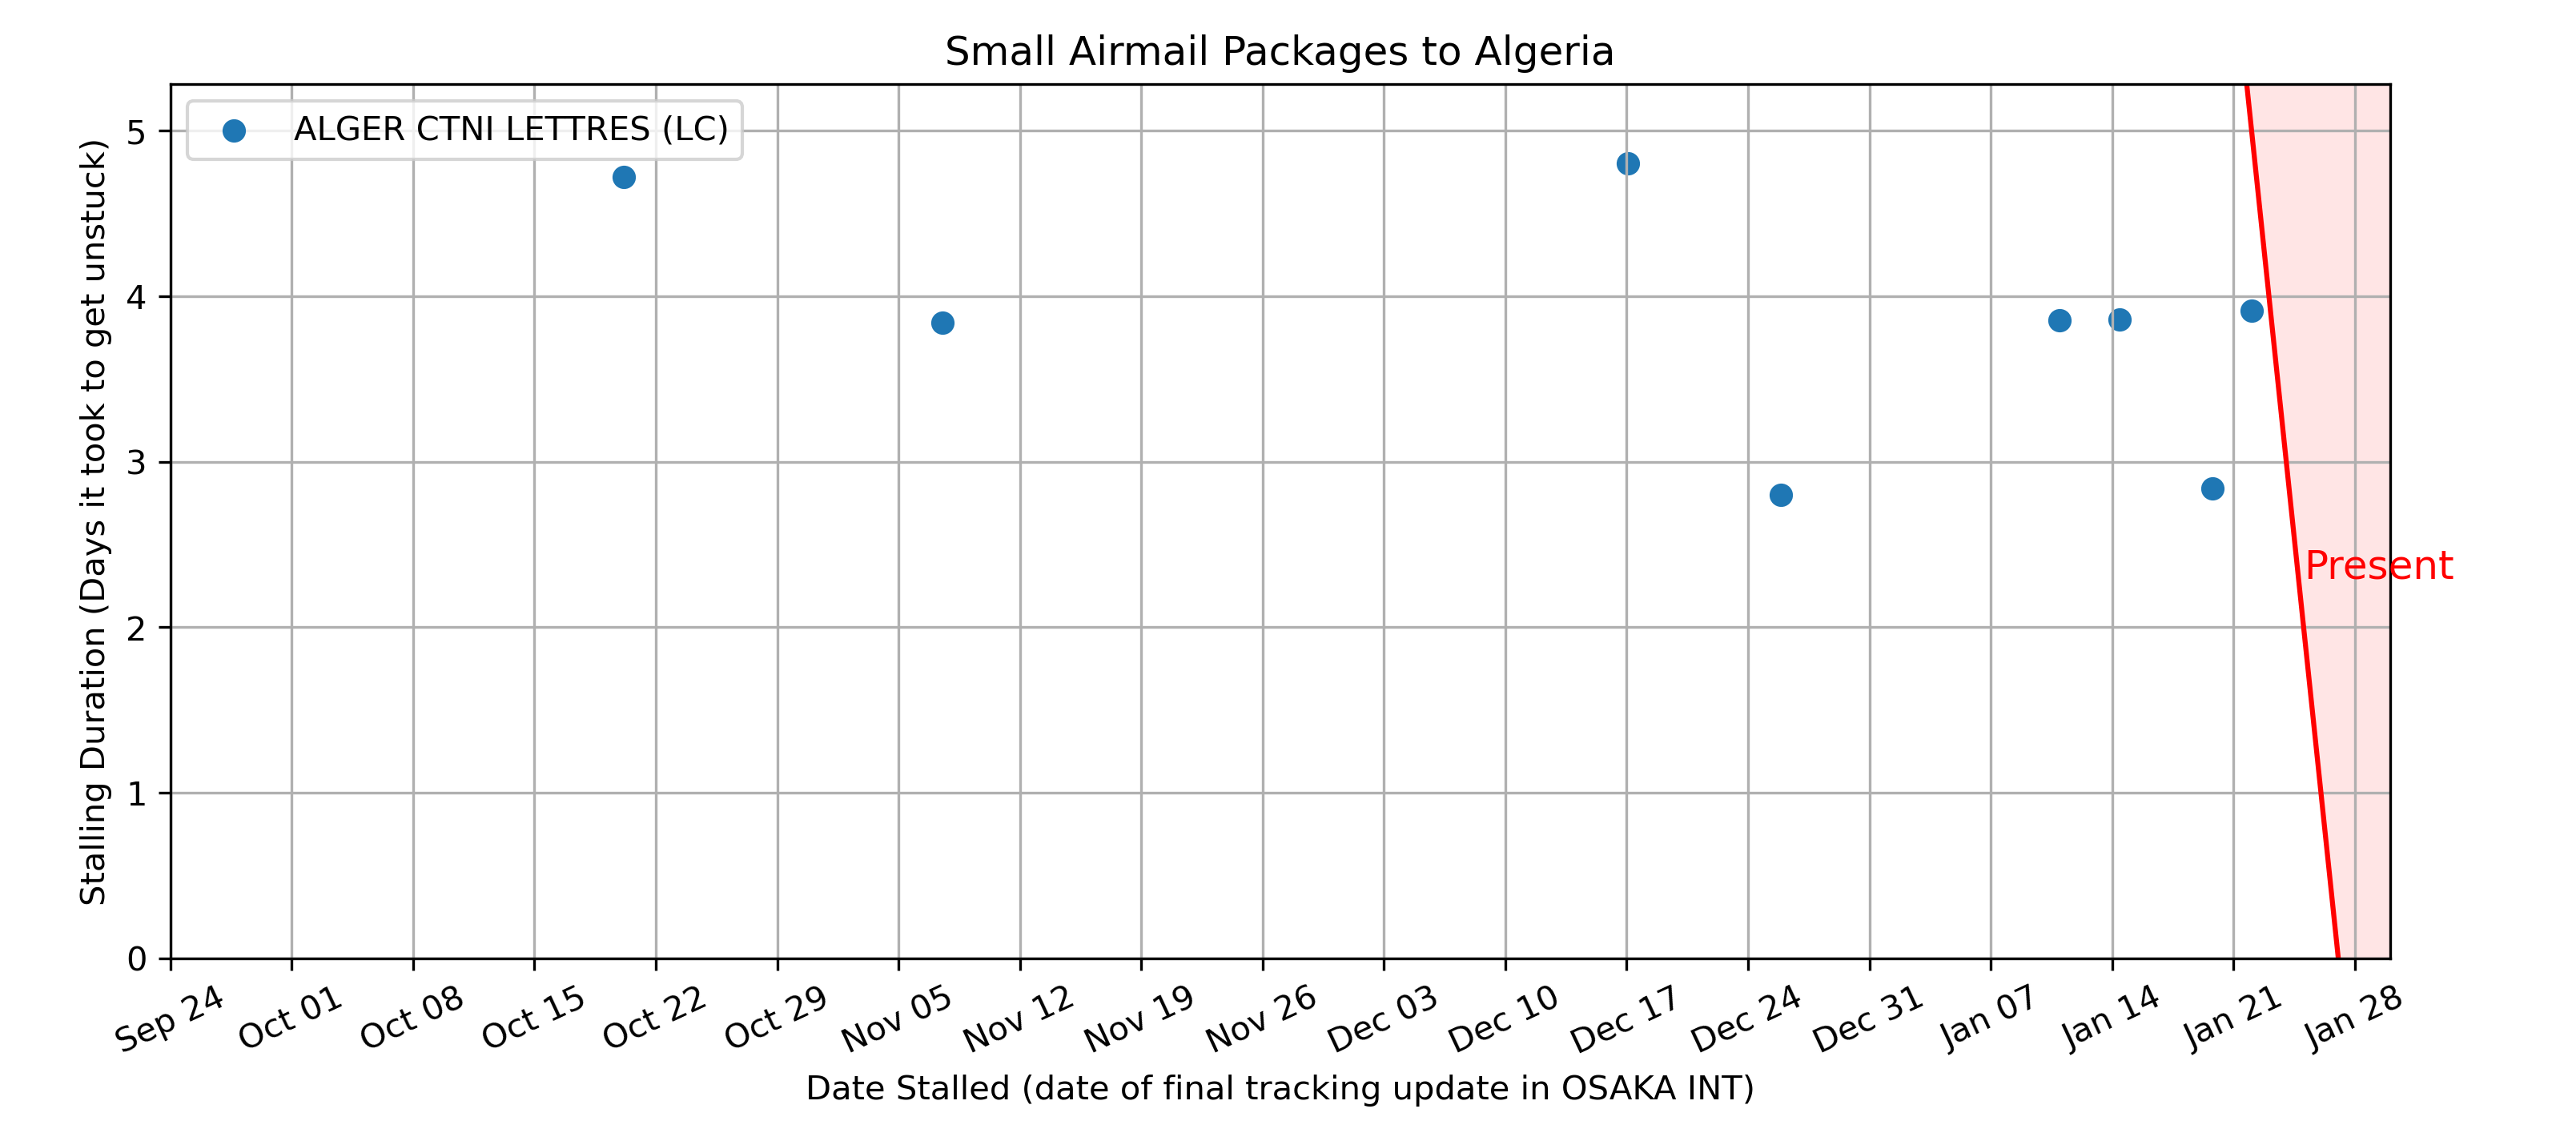 Small Airmail Packages to Algeria
ALGER CTNI LETTRES (LC)
Stalling Duration (Days it took to get unstuck)
5
4
3
2
1
0
Present
Sep 24
Oct 01
Oct 08
Oct 15
Oct 22
Oct 29
Nov 05
Nov 12
Nov 19
Nov 26
Dec 03
Dec 10
Dec 17
Dec 24
Dec 31
Jan 07
Jan 14
Jan 21
Jan 28
Date Stalled (date of final tracking update in OSAKA INT)